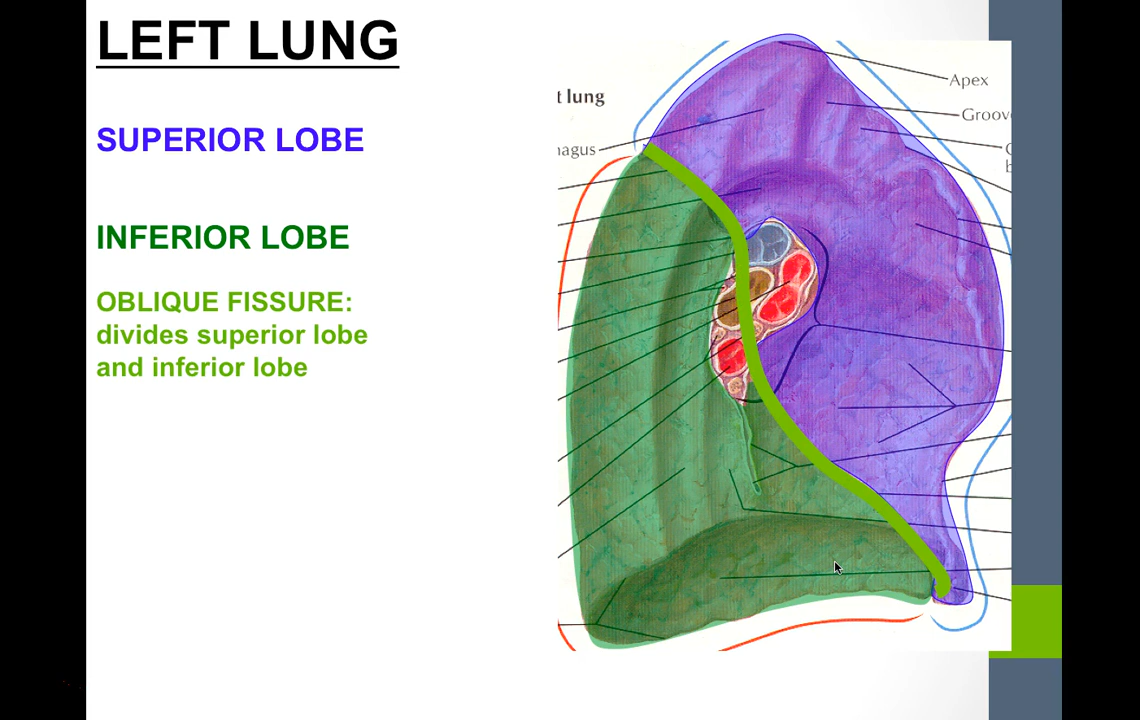 LEFT LUNG
SUPERIOR LOBE
INFERIOR LOBE
OBLIQUE FISSURE:
divides superior lobe
and inferior lobe
t lung
Apex
Groov
agus